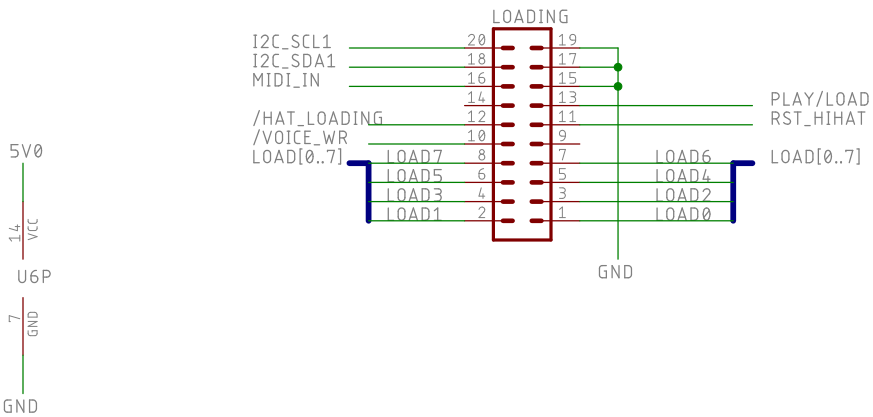 LOADING
I2C_SCL1 20 19
I2C_SDA1 18 17
MIDI_IN 16 15
14 13 PLAY/LOAD
/HAT_LOADING 12 11 RST_HIHAT
/VOICE_WR 10 9
LOAD[0..7] LOAD7 8 7 LOAD6 LOAD[0..7]
LOAD5 6 5 LOAD4
LOAD3 4 3 LOAD2
LOAD1 2 1 LOAD0
GND
5V0
14 VCC
U6P
7 GND
GND